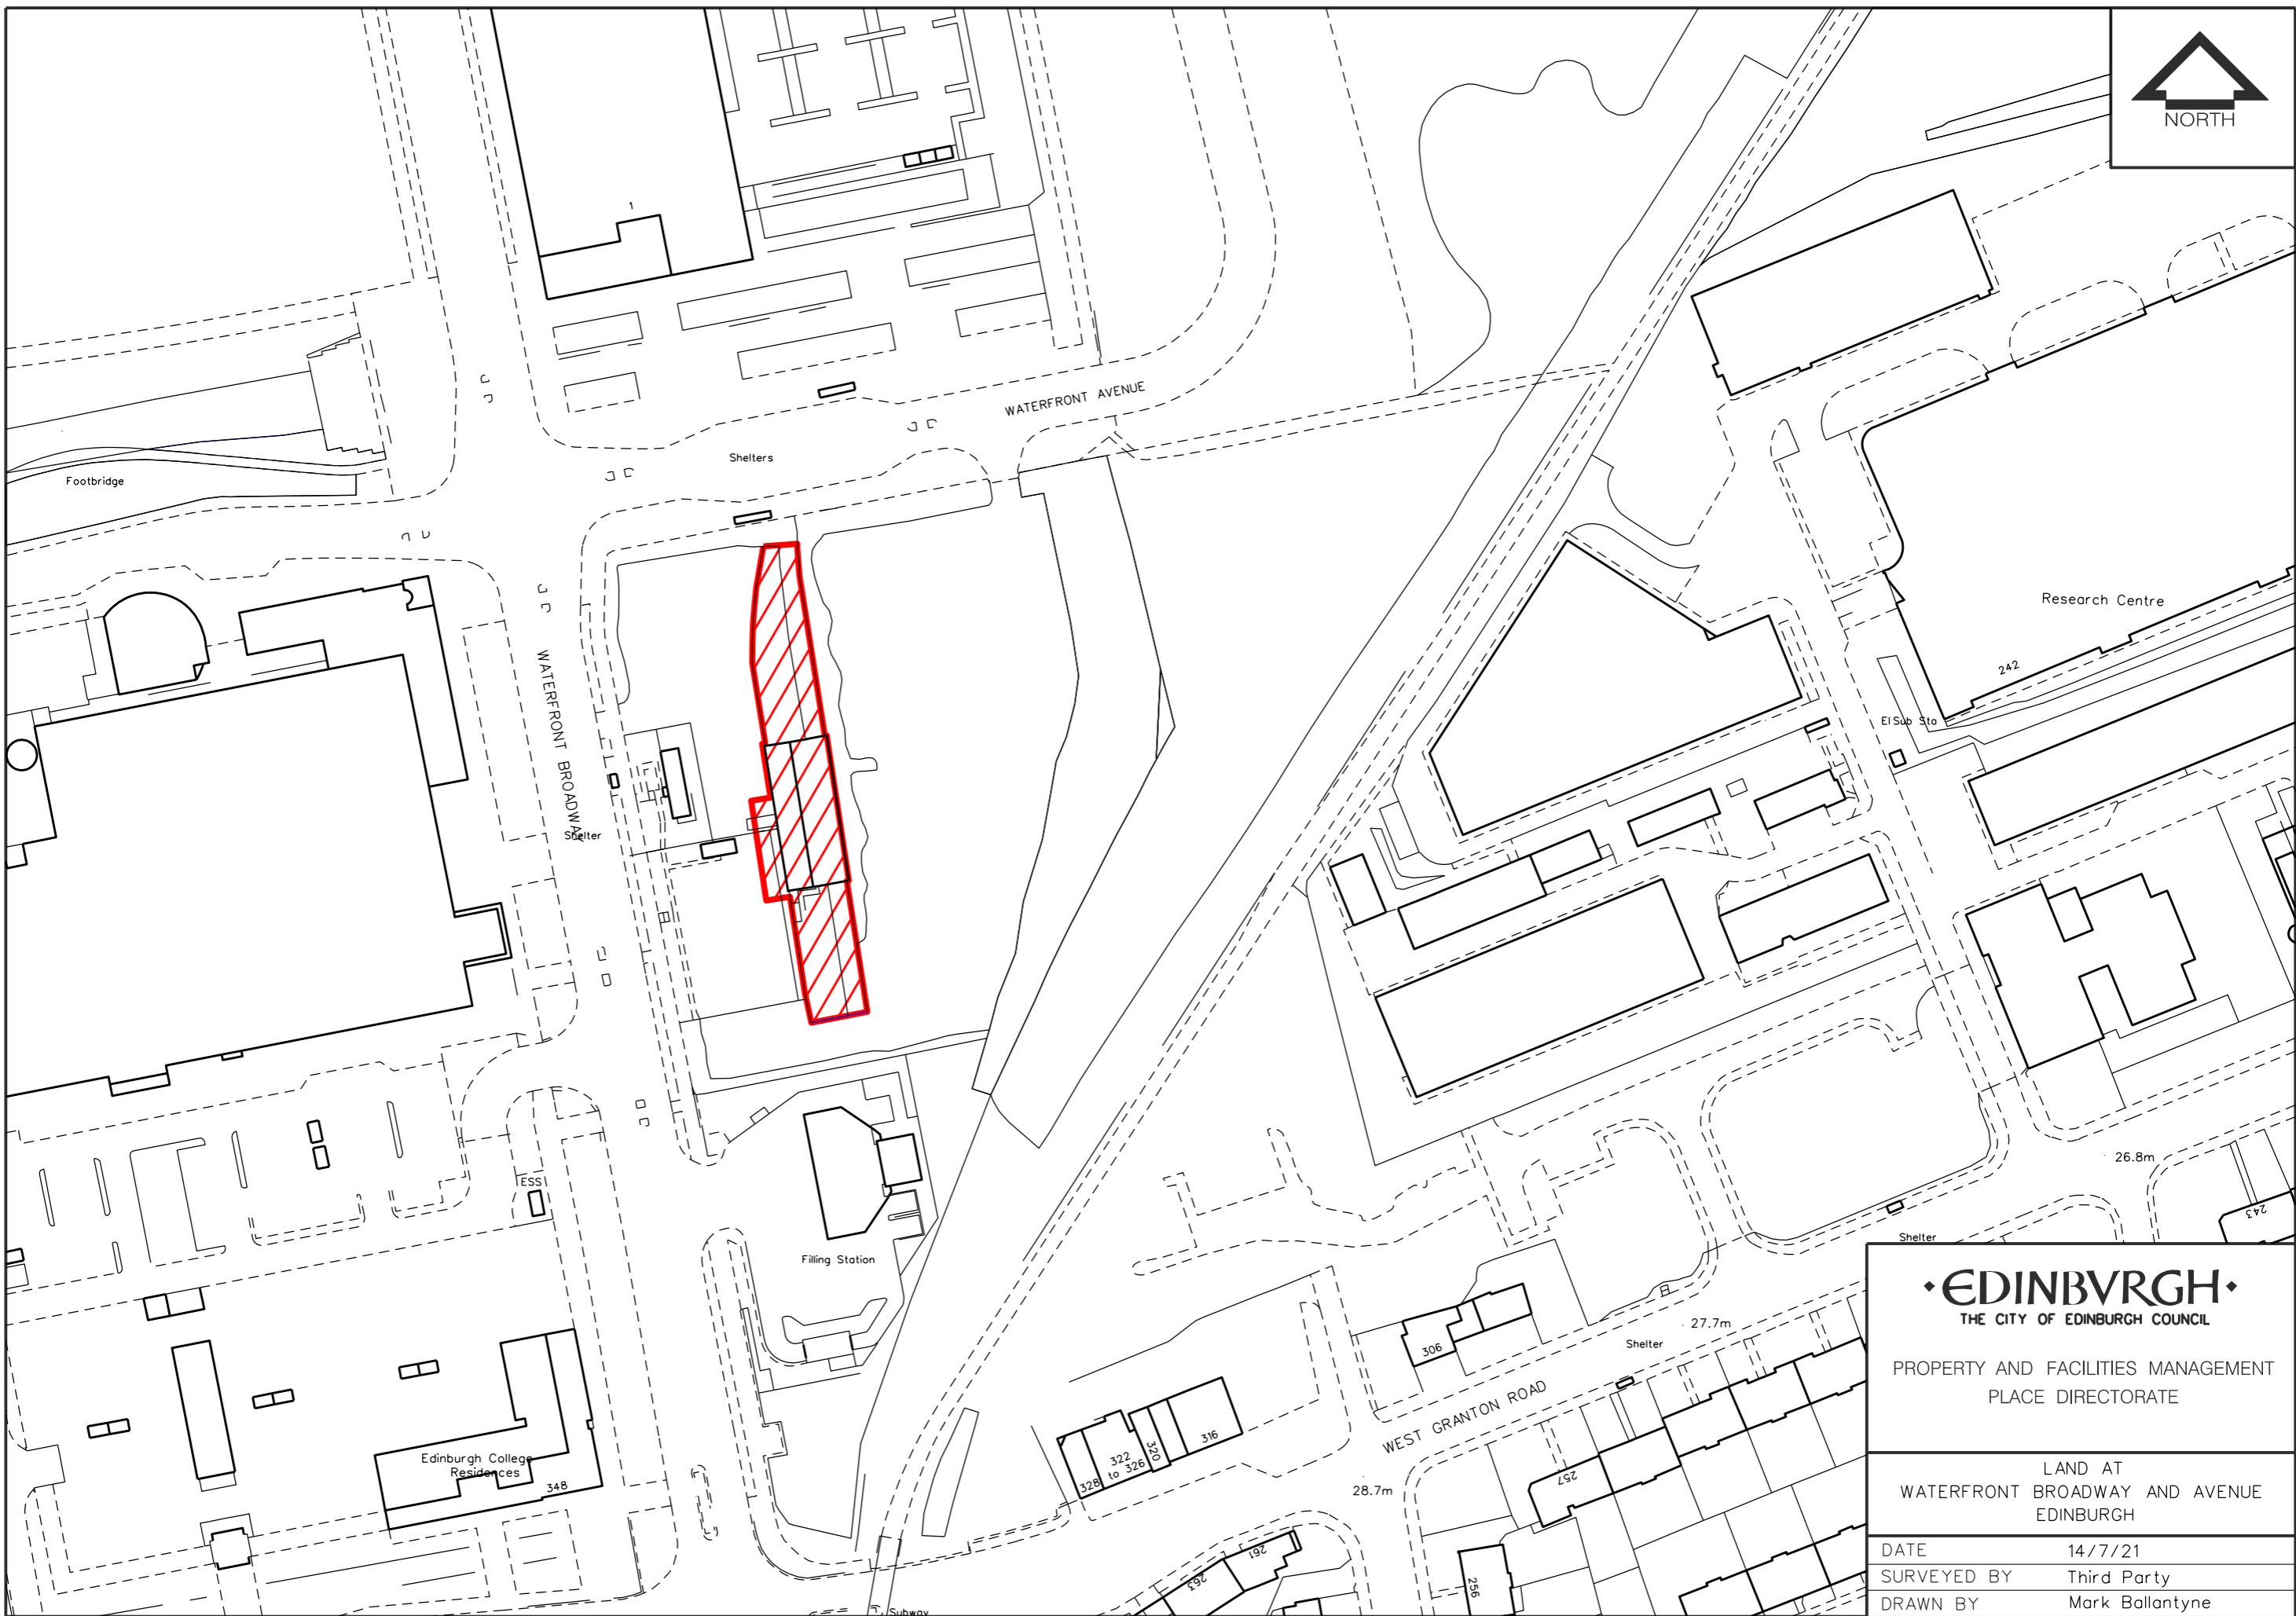 NORTH
1
WATERFRONT AVENUE
Shelters
Footbridge
Research Centre
242
El Sub Sta
WATERFRONT BROADWAY
Shelter
26.8m
ESS
243
Shelter
Filling Station
27.7m
Shelter
306
WEST GRANTON ROAD
316
320
322
to 326
328
Edinburgh College
Residences
348
257
28.7m
261
263
256
Subway
•EDINBVRGH•
THE CITY OF EDINBURGH COUNCIL
PROPERTY AND FACILITIES MANAGEMENT
PLACE DIRECTORATE
LAND AT
WATERFRONT BROADWAY AND AVENUE
EDINBURGH
DATE 14/7/21
SURVEYED BY Third Party
DRAWN BY Mark Ballantyne